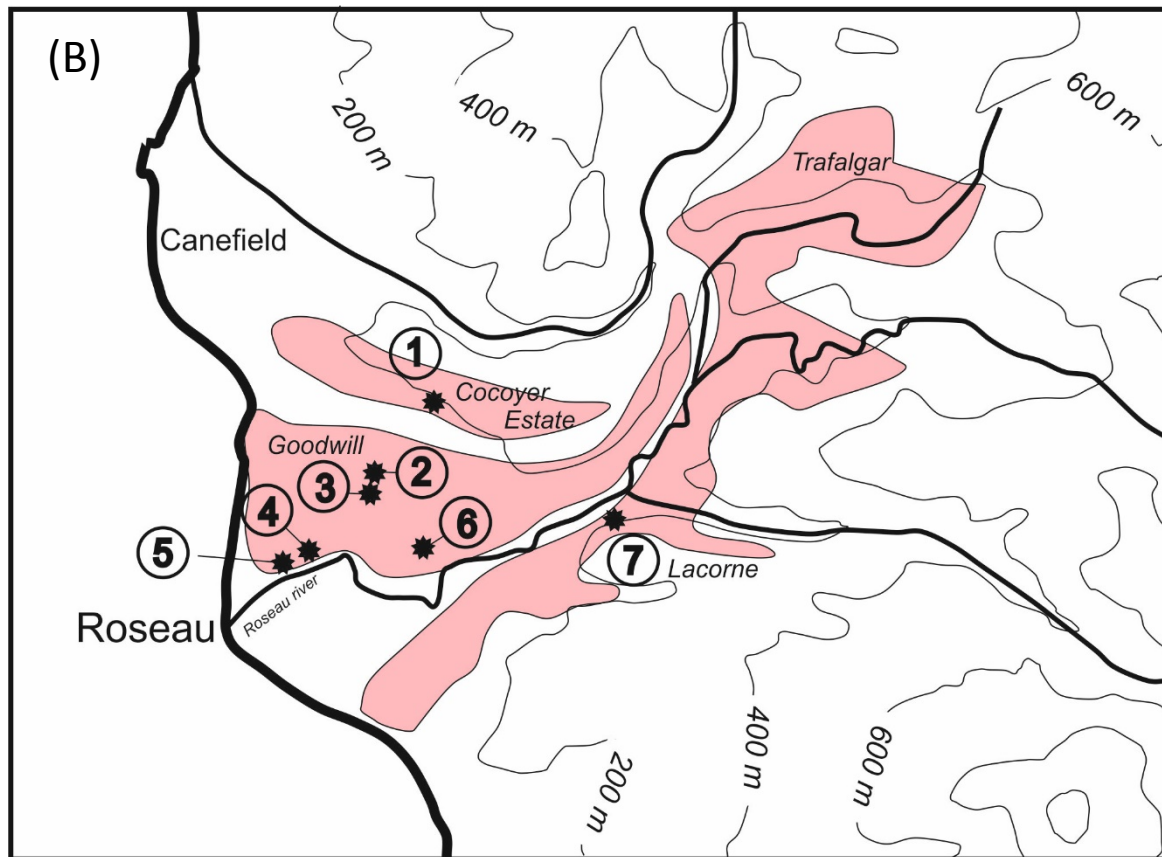 (B)
200 m
400 m
600 m
Trafalgar
Canefield
1
Cocoyer
Estate
Goodwill
2
3
4
6
5
7
Lacorne
Roseau river
Roseau
200 m
400 m
600 m